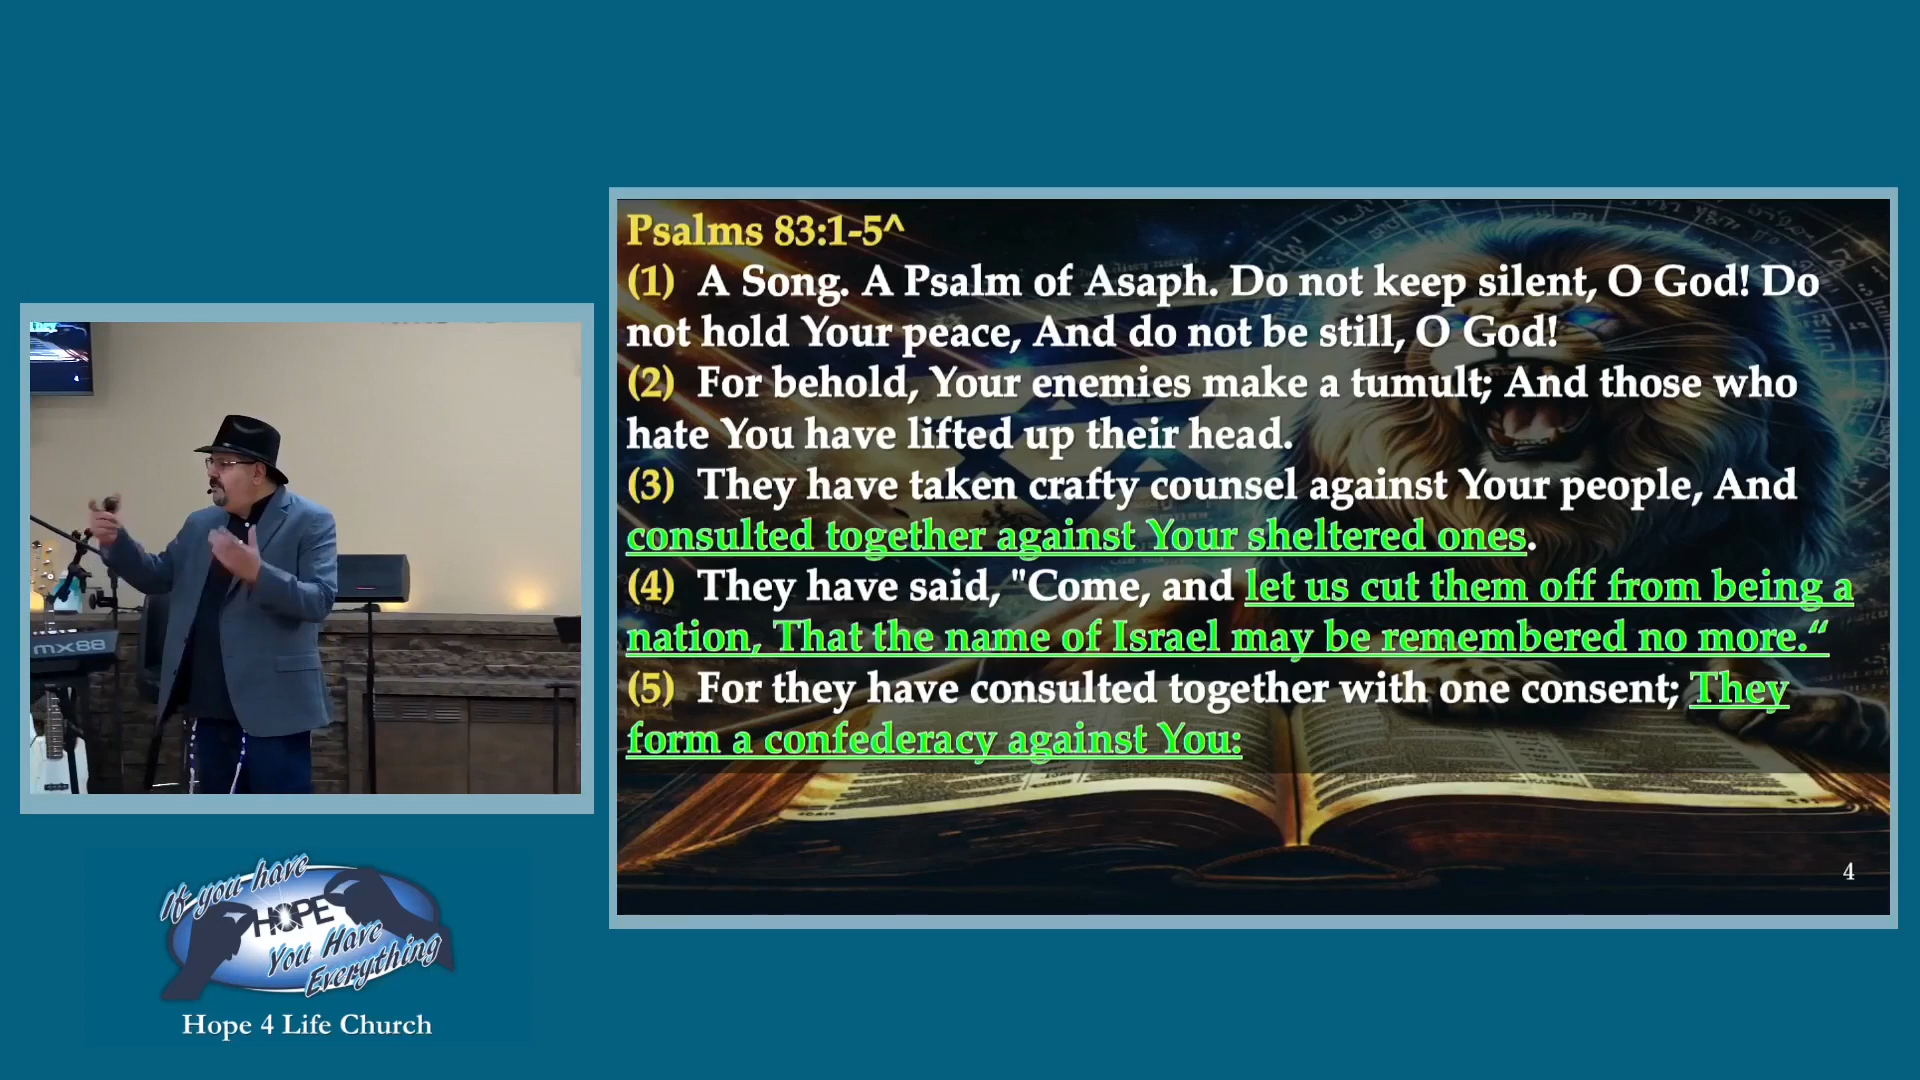 Psalms 83:1-5^
(1) A Song. A Psalm of Asaph. Do not keep silent, O God! Do
not hold Your peace, And do not be still, O God!
(2) For behold, Your enemies make a tumult; And those who
hate You have lifted up their head.
(3) They have taken crafty counsel against Your people, And
consulted together against Your sheltered ones.
(4) They have said, "Come, and let us cut them off from being a
nation, That the name of Israel may be remembered no more.“
(5) For they have consulted together with one consent; They
form a confederacy against You:
4
They
4
mx88
If you have
HOPE
You Have
Everything
Hope 4 Life Church